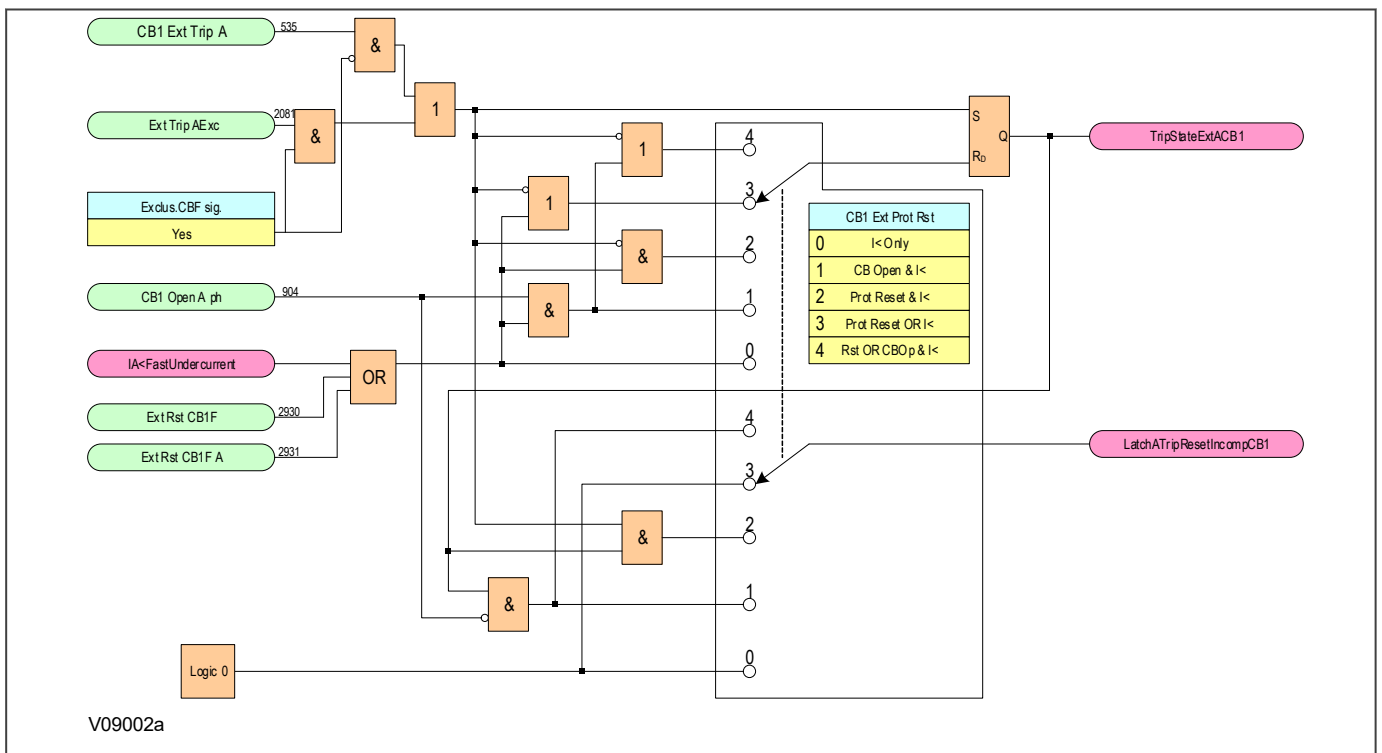 CB1 Ext Trip A
535
&
Ext Trip AExc
2081
&
1
Exclus.CBF sig.
Yes
S
Q
RD
TripStateExtACB1
1
4
1
3
&
2
CB1 Open A ph
904
&
1
IA<FastUndercurrent
OR
0
Ext Rst CB1F
2930
Ext Rst CB1F A
2931
CB1 Ext Prot Rst
0 I< Only
1 CB Open & I<
2 Prot Reset & I<
3 Prot Reset OR I<
4 Rst OR CBOp & I<
4
3
LatchATripResetIncompCB1
&
2
&
1
Logic 0
0
V09002a